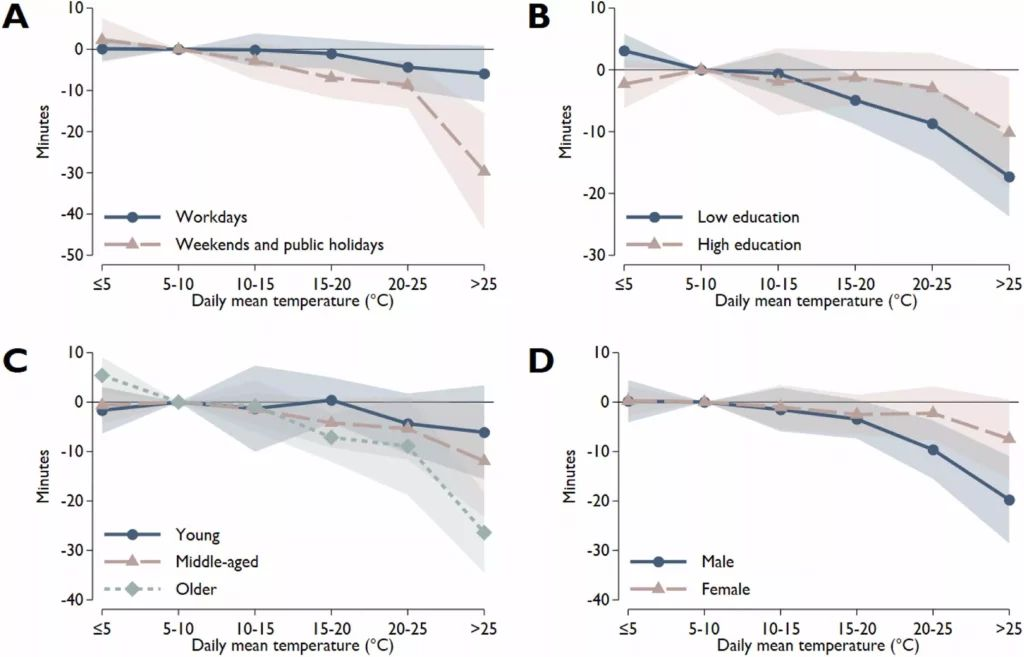 A
10
0
-10
-20
-30
-40
-50
Minutes
Workdays
Weekends and public holidays
≤5 5-10 10-15 15-20 20-25 >25
Daily mean temperature (°C)
B
10
0
-10
-20
-30
Minutes
Low education
High education
≤5 5-10 10-15 15-20 20-25 >25
Daily mean temperature (°C)
C
10
0
-10
-20
-30
-40
Minutes
Young
Middle-aged
Older
≤5 5-10 10-15 15-20 20-25 >25
Daily mean temperature (°C)
D
10
0
-10
-20
-30
-40
Minutes
Male
Female
≤5 5-10 10-15 15-20 20-25 >25
Daily mean temperature (°C)